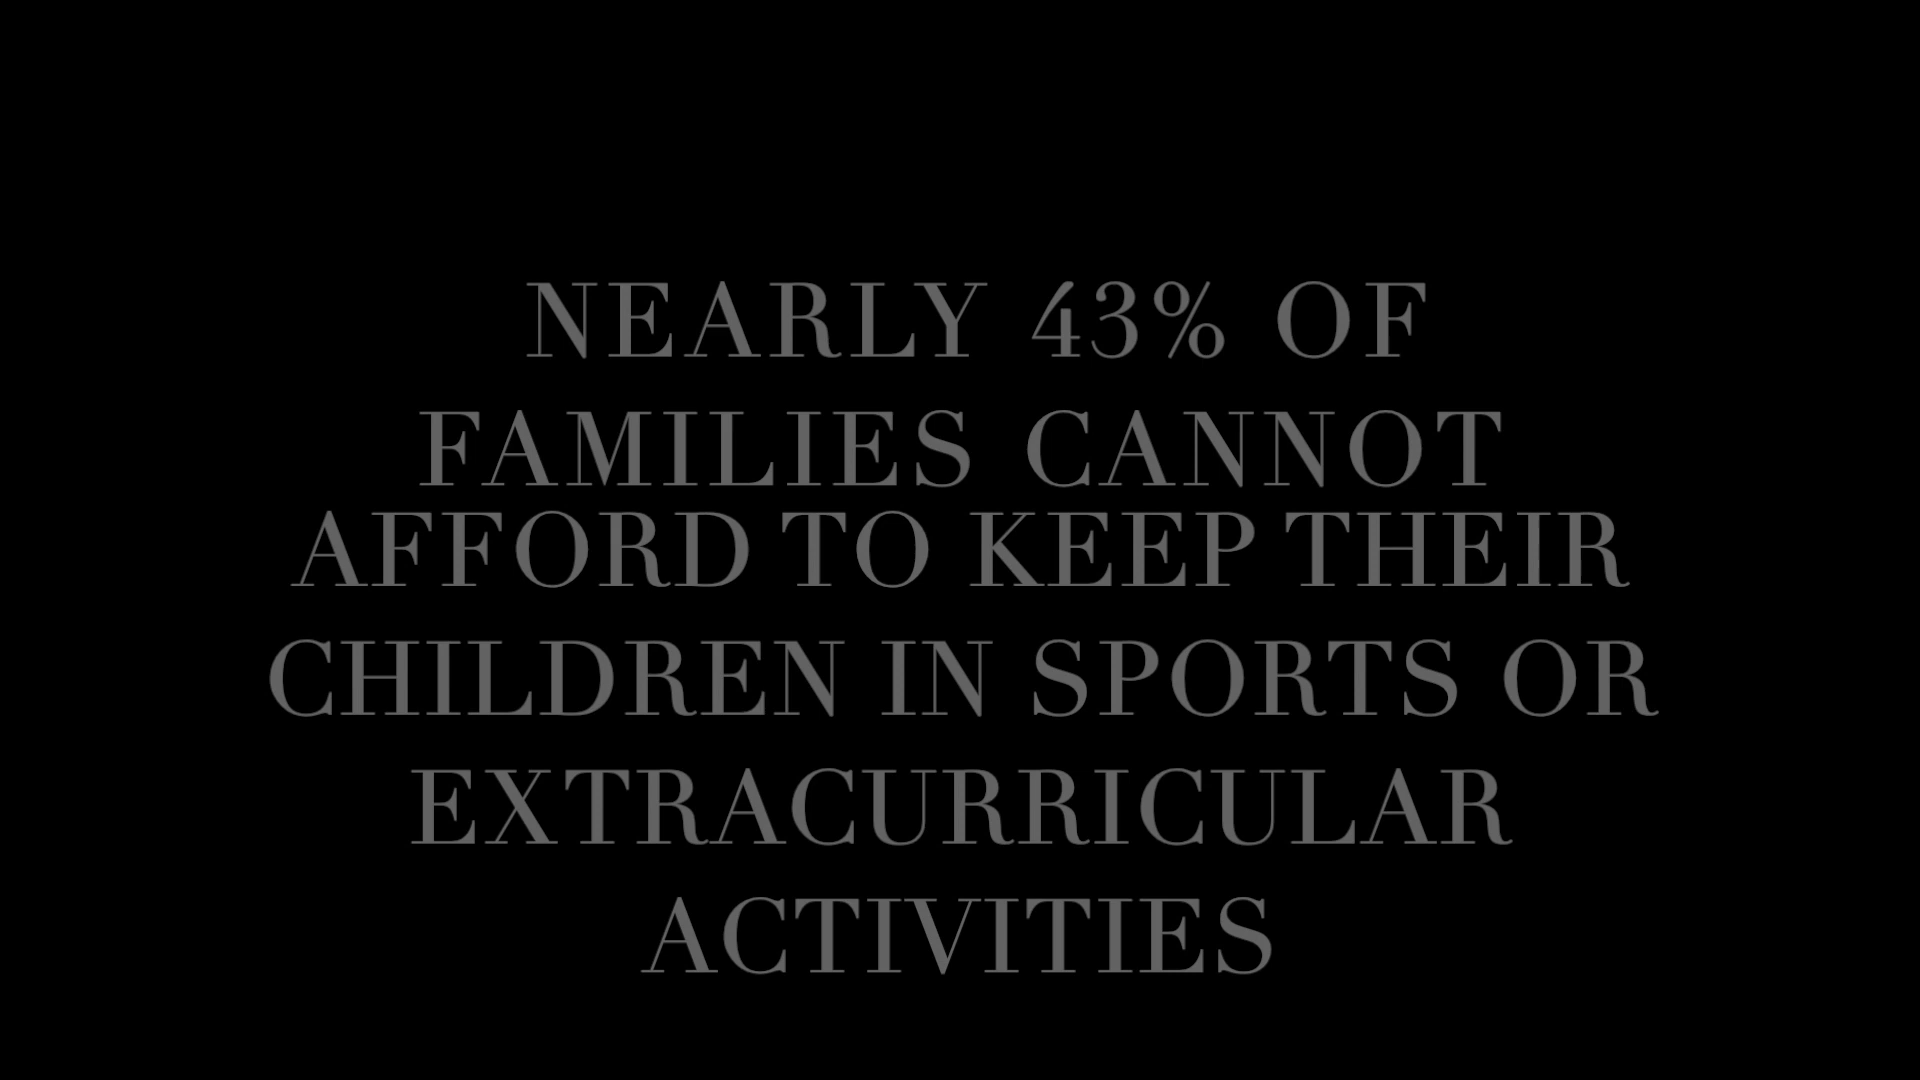 NEARLY 43% OF
FAMILIES CANNOT
AFFORD TO KEEP THEIR
CHILDREN IN SPORTS OR
EXTRACURRICULAR
ACTIVITIES